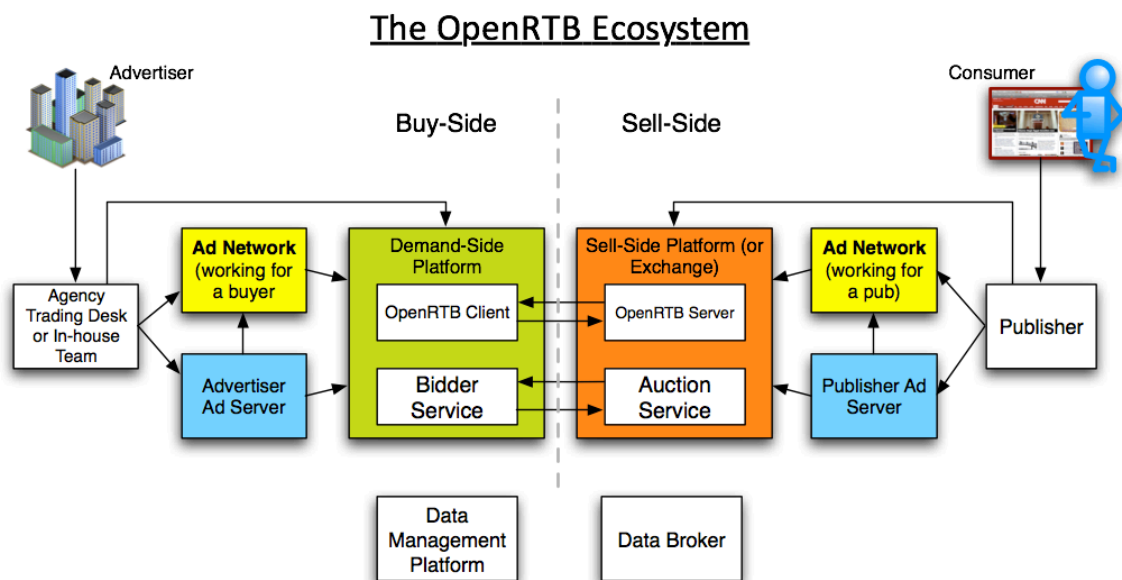 The OpenRTB Ecosystem
Advertiser
Consumer
Buy-Side
Sell-Side
CNN
Ad Network
(working for
a buyer
Demand-Side
Platform
Sell-Side Platform (or
Exchange)
Ad Network
(working for
a pub)
Agency
Trading Desk
or In-house
Team
OpenRTB Client
OpenRTB Server
Publisher
Advertiser
Ad Server
Bidder
Service
Auction
Service
Publisher Ad
Server
Data
Management
Platform
Data Broker